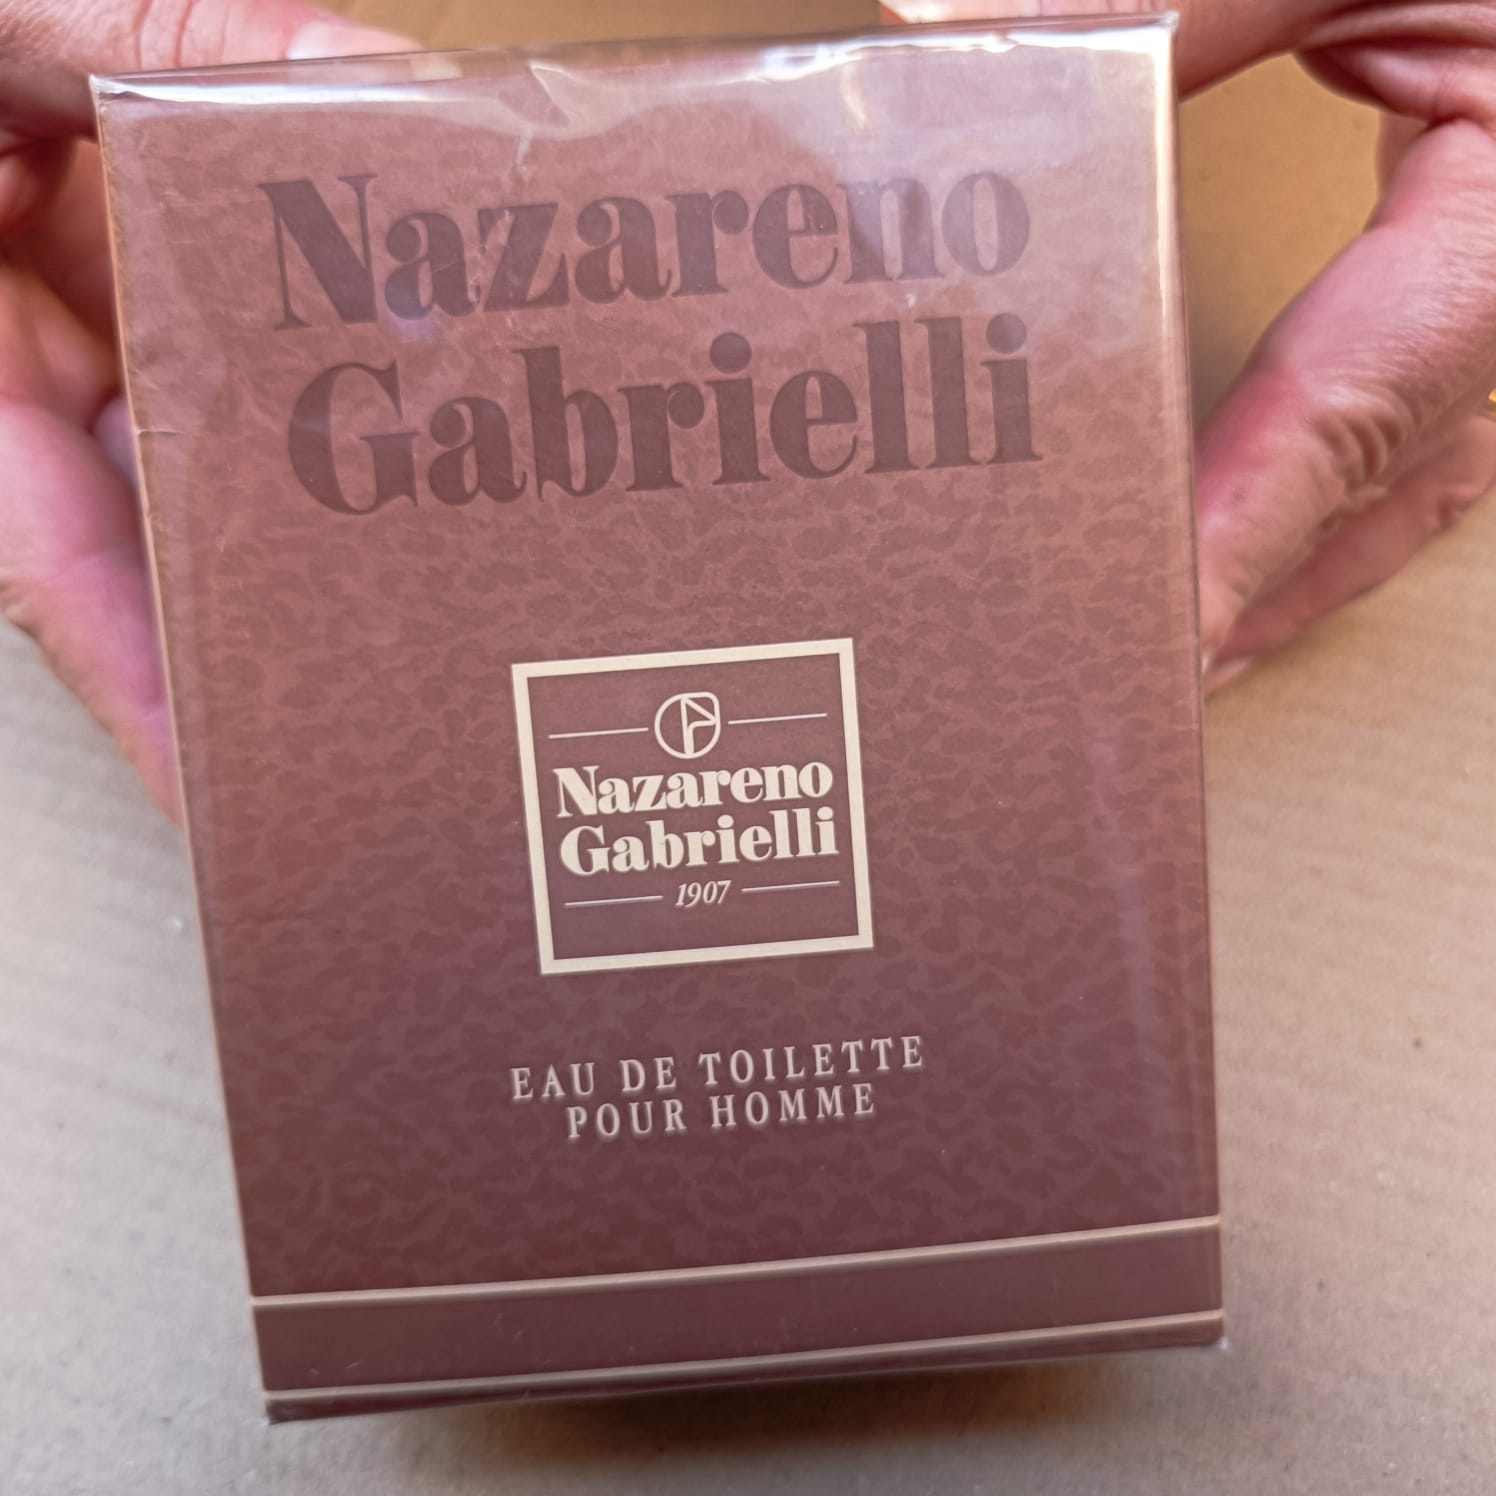 Nazareno
Gabrielli
Nazareno
Gabrielli
1907
EAU DE TOILETTE
POUR HOMME